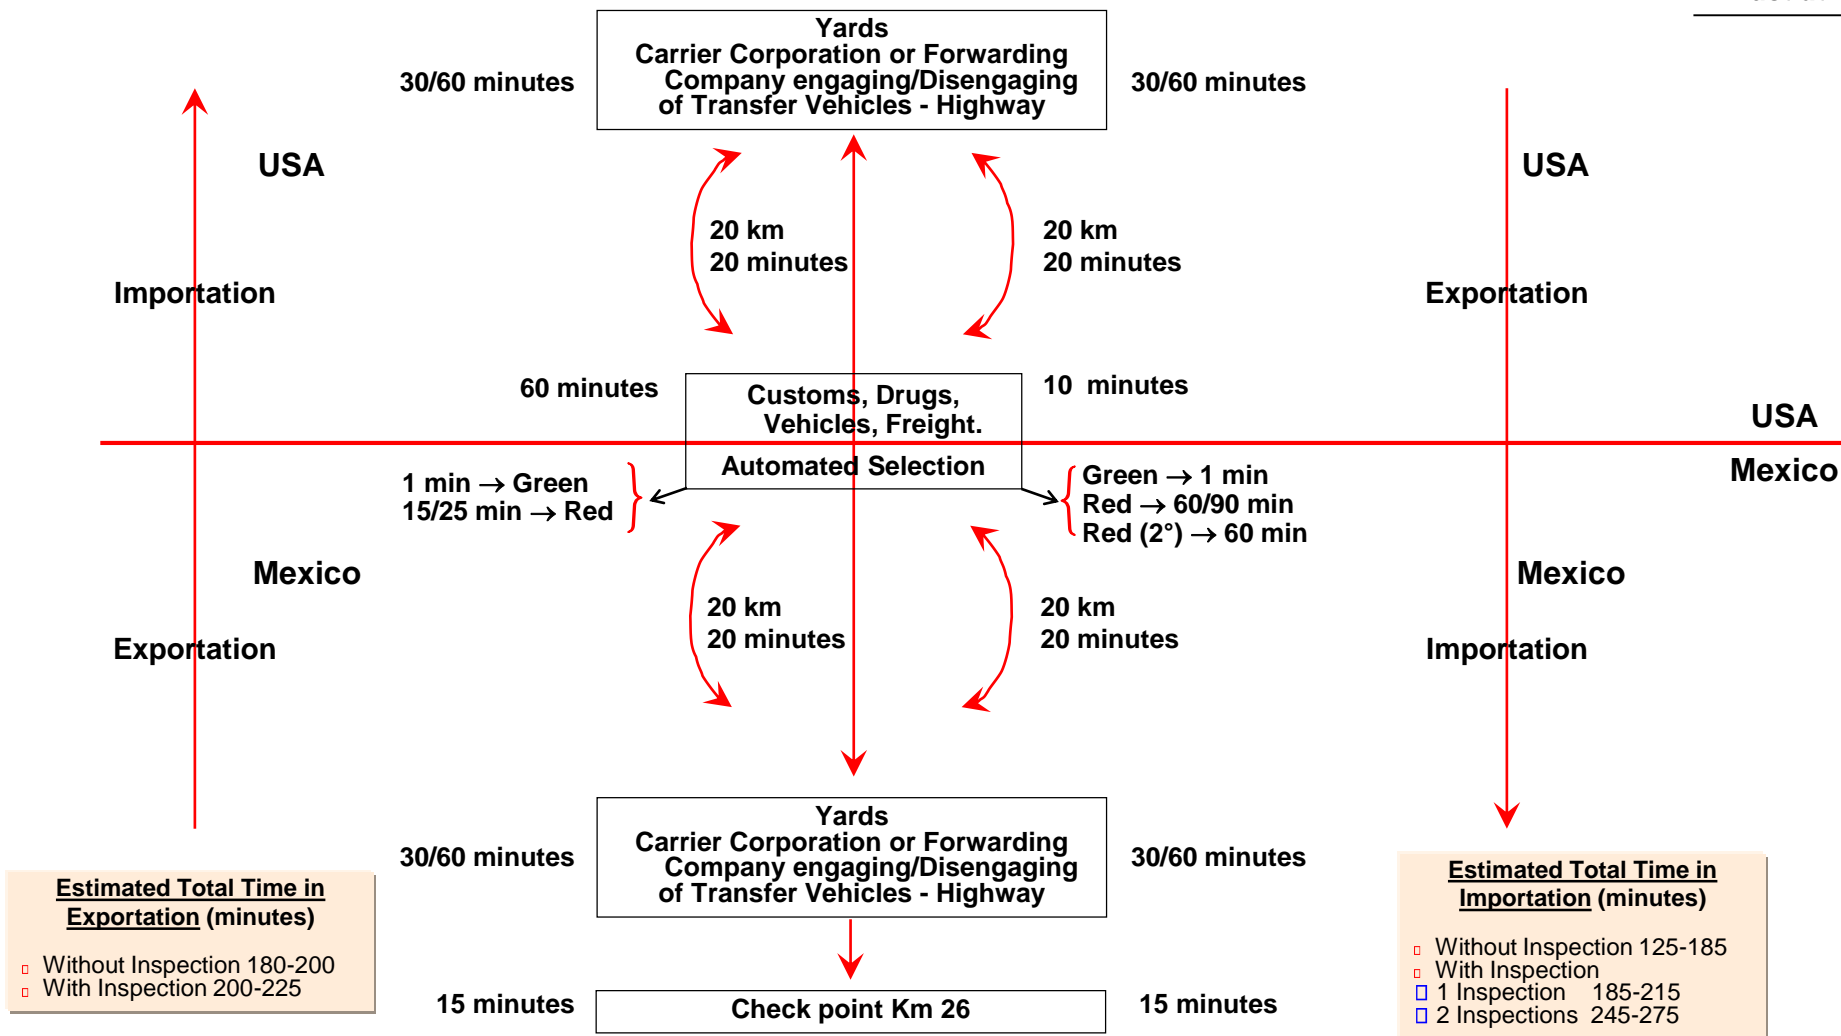 Yards
Carrier Corporation or Forwarding
Company engaging/Disengaging
of Transfer Vehicles - Highway
30/60 minutes
30/60 minutes
USA
USA
20 km
20 minutes
20 km
20 minutes
Importation
Exportation
60 minutes
10 minutes
Customs, Drugs,
Vehicles, Freight.
USA
Automated Selection
Mexico
1 min → Green
15/25 min → Red
Green → 1 min
Red → 60/90 min
Red (2°) → 60 min
Mexico
Mexico
20 km
20 minutes
20 km
20 minutes
Exportation
Importation
Yards
Carrier Corporation or Forwarding
Company engaging/Disengaging
of Transfer Vehicles - Highway
30/60 minutes
30/60 minutes
Estimated Total Time in
Exportation (minutes)
Without Inspection 180-200
With Inspection 200-225
Estimated Total Time in
Importation (minutes)
Without Inspection 125-185
With Inspection
1 Inspection 185-215
2 Inspections 245-275
15 minutes
Check point Km 26
15 minutes